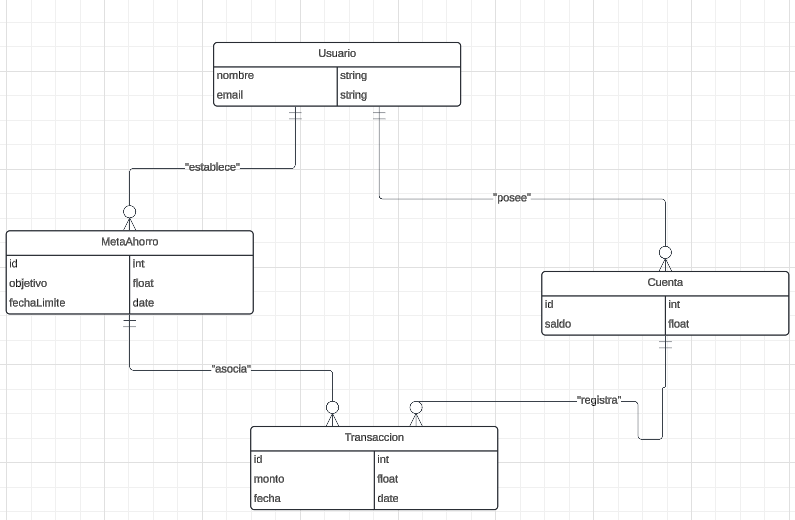 Usuario
nombre string
email string
"establece"
"posee"
MetaAhorro
id int
objetivo float
fechaLimite date
Cuenta
id int
saldo float
"asocia"
"registra"
Transaccion
id int
monto float
fecha date